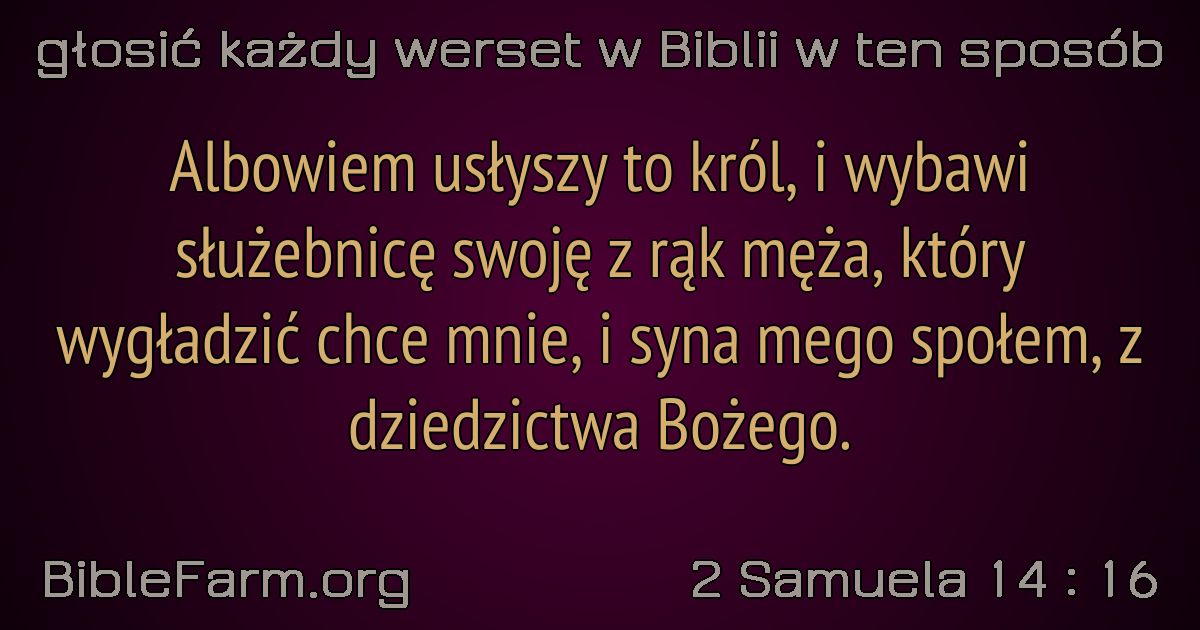 głosić każdy werset w Biblii w ten sposób
Albowiem usłyszy to król, i wybawi
służebnicę swoję z rąk męża, który
wygładzić chce mnie, i syna mego społem, z
dziedzictwa Bożego.
BibleFarm.org
2 Samuela 14 : 16